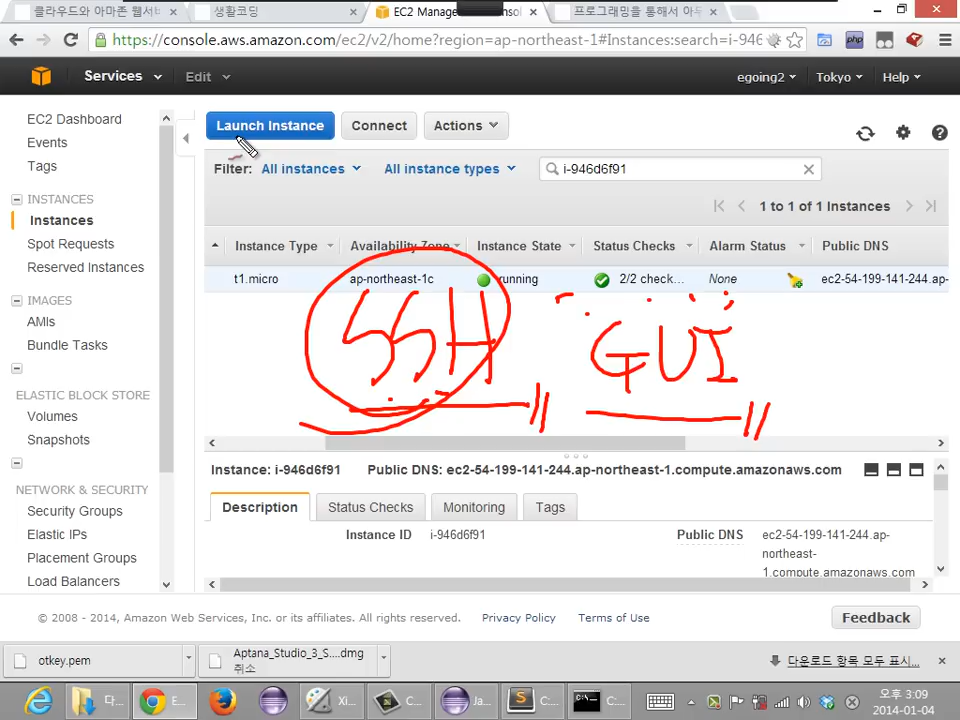 클라우드와 아마존 웹서비
생활코딩
EC2 Manage
onsol
프로그래밍을 통해서 아두
https://console.aws.amazon.com/ec2/v2/home?region=ap-northeast-1#Instances:search=i-946
php
Services Edit egoing2 Tokyo Help
EC2 Dashboard
Events
Tags
INSTANCES
Instances
Spot Requests
Reserved Instances
IMAGES
AMIs
Bundle Tasks
ELASTIC BLOCK STORE
Volumes
Snapshots
NETWORK & SECURITY
Security Groups
Elastic IPs
Placement Groups
Load Balancers
Launch Instance Connect Actions
Filter: All instances All instance types i-946d6f91
1 to 1 of 1 Instances
Instance Type Availability Zone Instance State Status Checks Alarm Status Public DNS
t1.micro ap-northeast-1c running 2/2 check... None ec2-54-199-141-244.ap-
SSH GUI
Instance: i-946d6f91 Public DNS: ec2-54-199-141-244.ap-northeast-1.compute.amazonaws.com
Description Status Checks Monitoring Tags
Instance ID i-946d6f91 Public DNS ec2-54-199-141-244.ap-
northeast-
1.compute.amazonaws.com
© 2008 - 2014, Amazon Web Services, Inc. or its affiliates. All rights reserved. Privacy Policy Terms of Use Feedback
otkey.pem
Aptana_Studio_3_S....dmg
취소
다운로드 항목 모두 표시...
다... E... Xi... C... Ja... C... C...
오후 3:09
2014-01-04